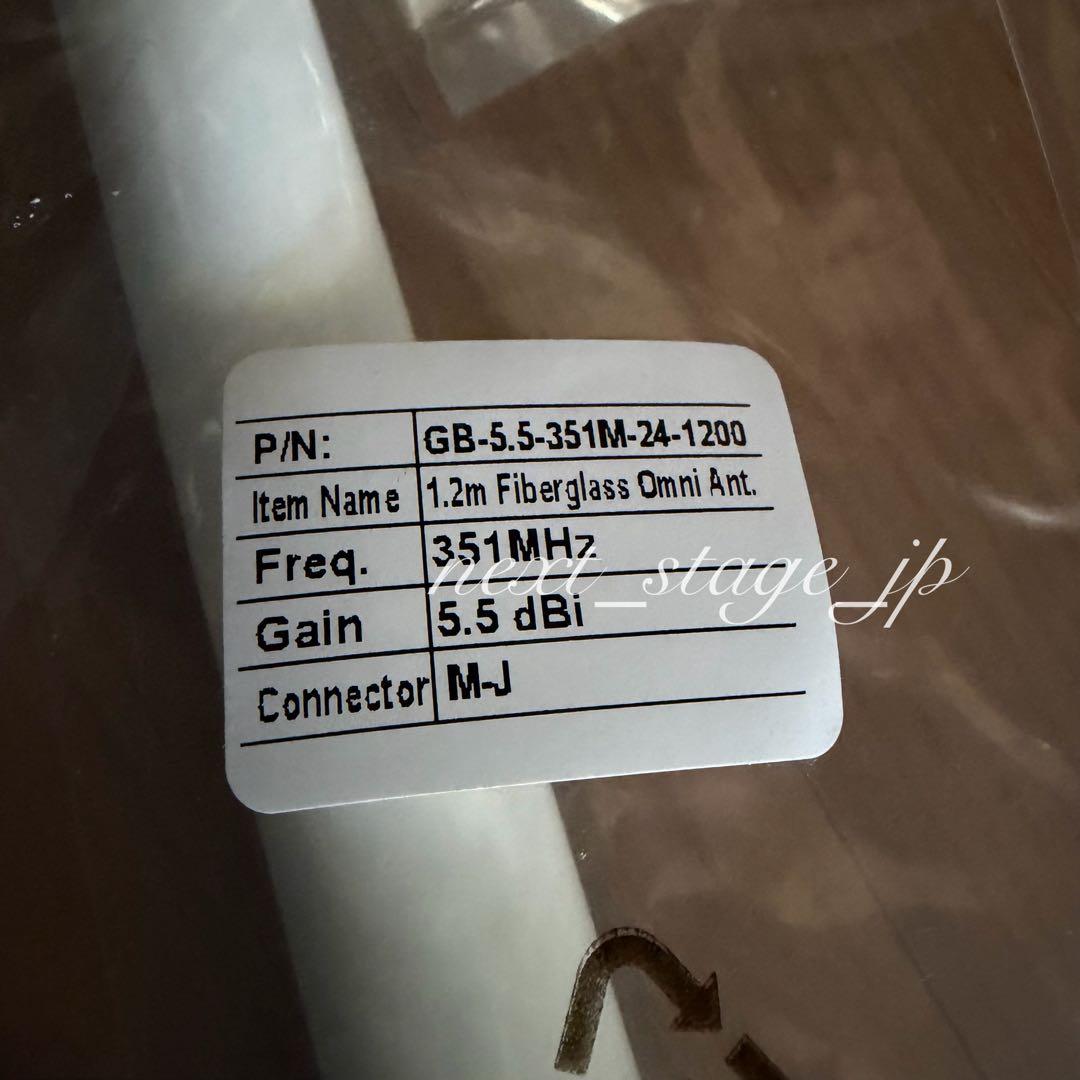 P/N: GB-5.5-351M-24-1200
Item Name 1.2m Fiberglass Omni Ant.
Freq. 351MHz
next_stage_jp
Gain 5.5 dBi
Connector M-J